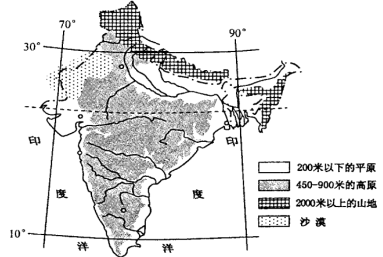 70°
90°
30°
印
度
洋
印
度
洋
10°
200米以下的平原
450-900米的高原
2000米以上的山地
沙漠